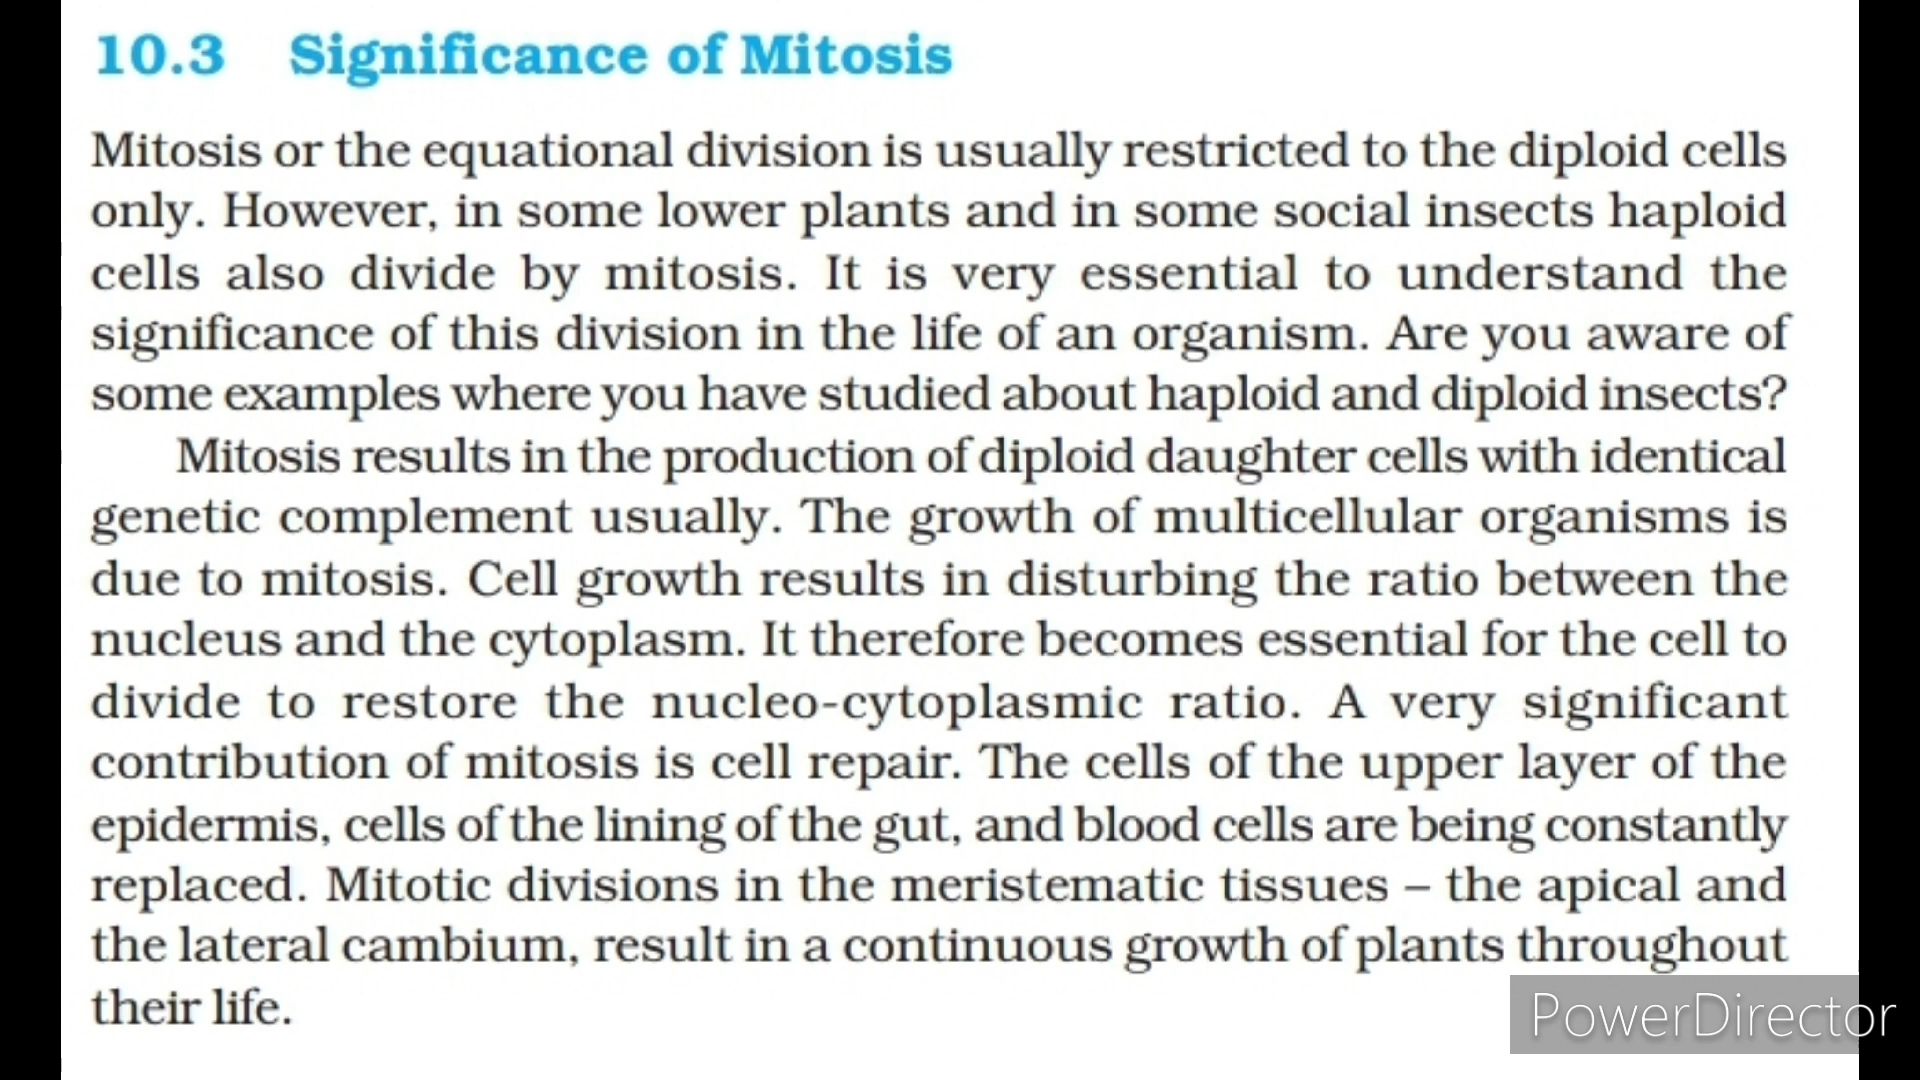 10.3 Significance of Mitosis
Mitosis or the equational division is usually restricted to the diploid cells
only. However, in some lower plants and in some social insects haploid
cells also divide by mitosis. It is very essential to understand the
significance of this division in the life of an organism. Are you aware of
some examples where you have studied about haploid and diploid insects?
Mitosis results in the production of diploid daughter cells with identical
genetic complement usually. The growth of multicellular organisms is
due to mitosis. Cell growth results in disturbing the ratio between the
nucleus and the cytoplasm. It therefore becomes essential for the cell to
divide to restore the nucleo-cytoplasmic ratio. A very significant
contribution of mitosis is cell repair. The cells of the upper layer of the
epidermis, cells of the lining of the gut, and blood cells are being constantly
replaced. Mitotic divisions in the meristematic tissues – the apical and
the lateral cambium, result in a continuous growth of plants throughout
their life.
PowerDirector